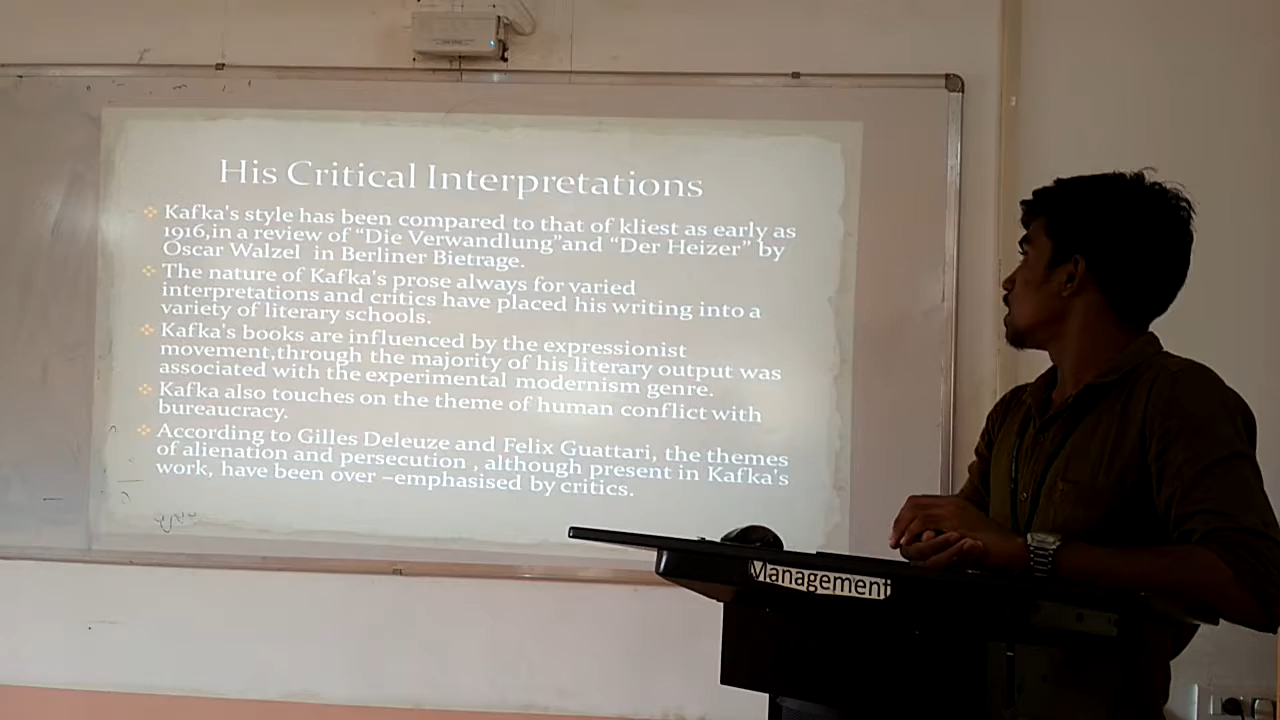 His Critical Interpretations
Kafka's style has been compared to that of kliest as early as
1916,in a review of “Die Verwandlung”and “Der Heizer” by
Oscar Walzel in Berliner Bietrage.
The nature of Kafka's prose always for varied
interpretations and critics have placed his writing into a
variety of literary schools.
Kafka's books are influenced by the expressionist
movement,through the majority of his literary output was
associated with the experimental modernism genre.
Kafka also touches on the theme of human conflict with
bureaucracy.
According to Gilles Deleuze and Felix Guattari, the themes
of alienation and persecution , although present in Kafka's
work, have been over –emphasised by critics.
Management